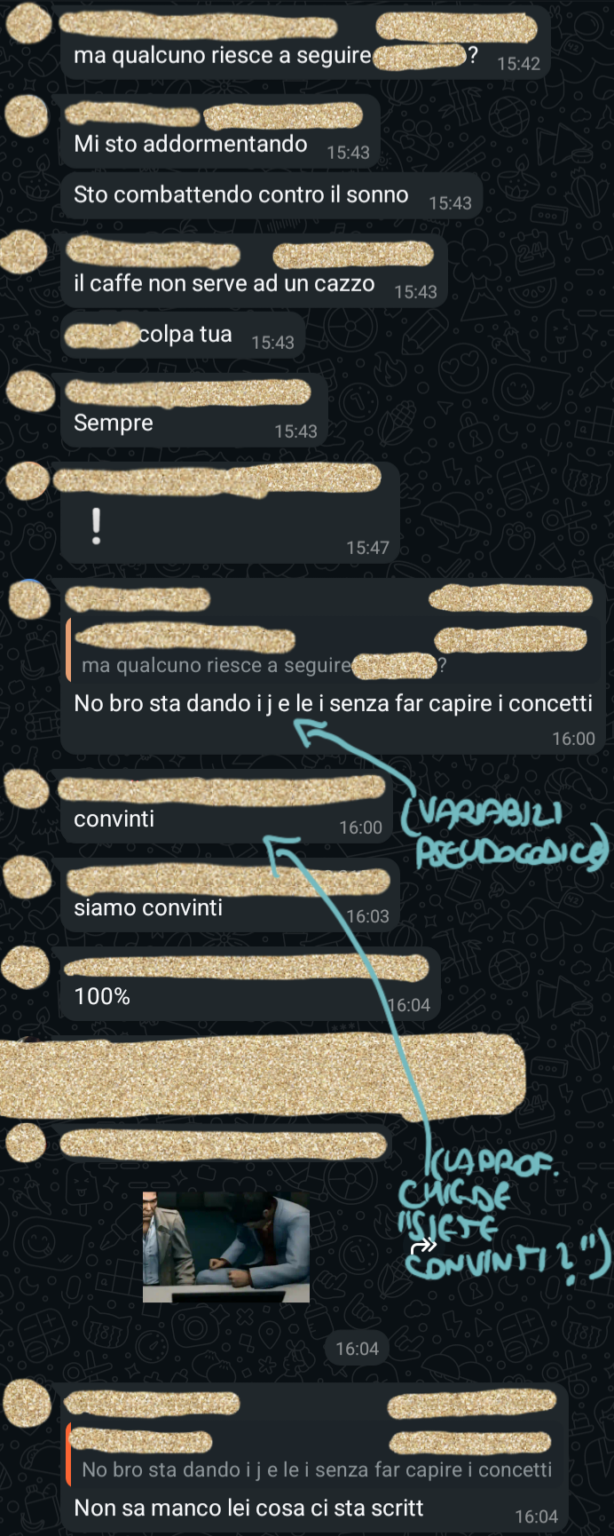 ma qualcuno riesce a seguire ? 15:42
Mi sto addormentando 15:43
Sto combattendo contro il sonno 15:43
il caffe non serve ad un cazzo 15:43
colpa tua 15:43
Sempre 15:43
❗ 15:47
ma qualcuno riesce a seguire ?
No bro sta dando i j e le i senza far capire i concetti
16:00
(VARIABILI
PSEUDOCODICE)
convinti 16:00
siamo convinti 16:03
100% 16:04
(LA PROF.
CHIEDE
"SIETE
CONVINTI?")
16:04
No bro sta dando i j e le i senza far capire i concetti
Non sa manco lei cosa ci sta scritt 16:04